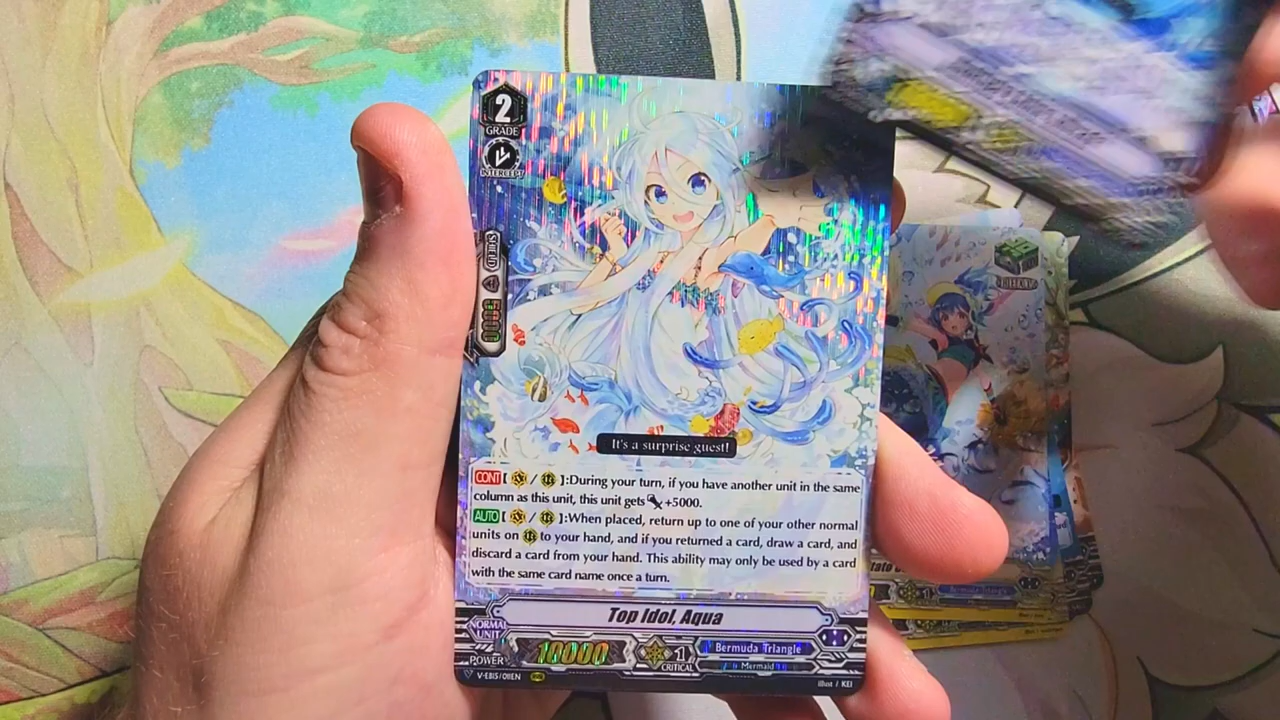 2
GRADE
INTERCEPT
SHIELD
It's a surprise guest!
CONT [ / ]:During your turn, if you have another unit in the same
column as this unit, this unit gets +5000.
AUTO [ / ]:When placed, return up to one of your other normal
units on to your hand, and if you returned a card, draw a card, and
discard a card from your hand. This ability may only be used by a card
with the same card name once a turn.
Top Idol, Aqua
NORMAL
UNIT
POWER 10000 1
CRITICAL
Bermuda Triangle
Mermaid
V-EB15/011EN RRR illust / KEI
Bermuda Triangle
1